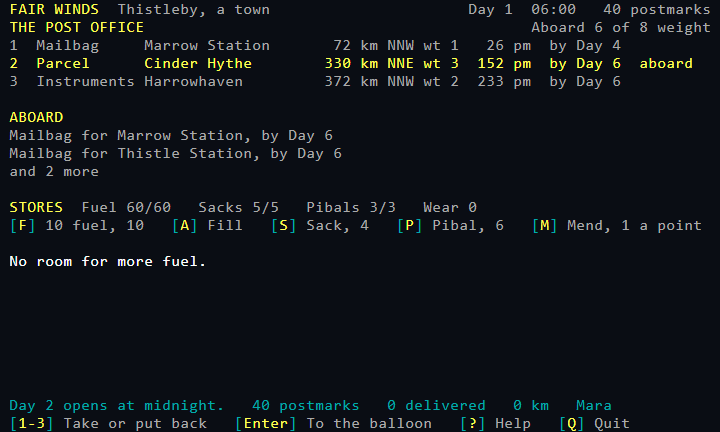 FAIR WINDS  Thistleby, a town  Day 1  06:00  40 postmarks
THE POST OFFICE  Aboard 6 of 8 weight
1  Mailbag  Marrow Station  72 km NNW wt 1  26 pm  by Day 4
2  Parcel  Cinder Hythe  330 km NNE wt 3  152 pm  by Day 6  aboard
3  Instruments Harrowhaven  372 km NNW wt 2  233 pm  by Day 6
ABOARD
Mailbag for Marrow Station, by Day 6
Mailbag for Thistle Station, by Day 6
and 2 more
STORES  Fuel 60/60  Sacks 5/5  Pibals 3/3  Wear 0
[F] 10 fuel, 10  [A] Fill  [S] Sack, 4  [P] Pibal, 6  [M] Mend, 1 a point
No room for more fuel.
Day 2 opens at midnight.  40 postmarks  0 delivered  0 km  Mara
[1-3] Take or put back  [Enter] To the balloon  [?] Help  [Q] Quit